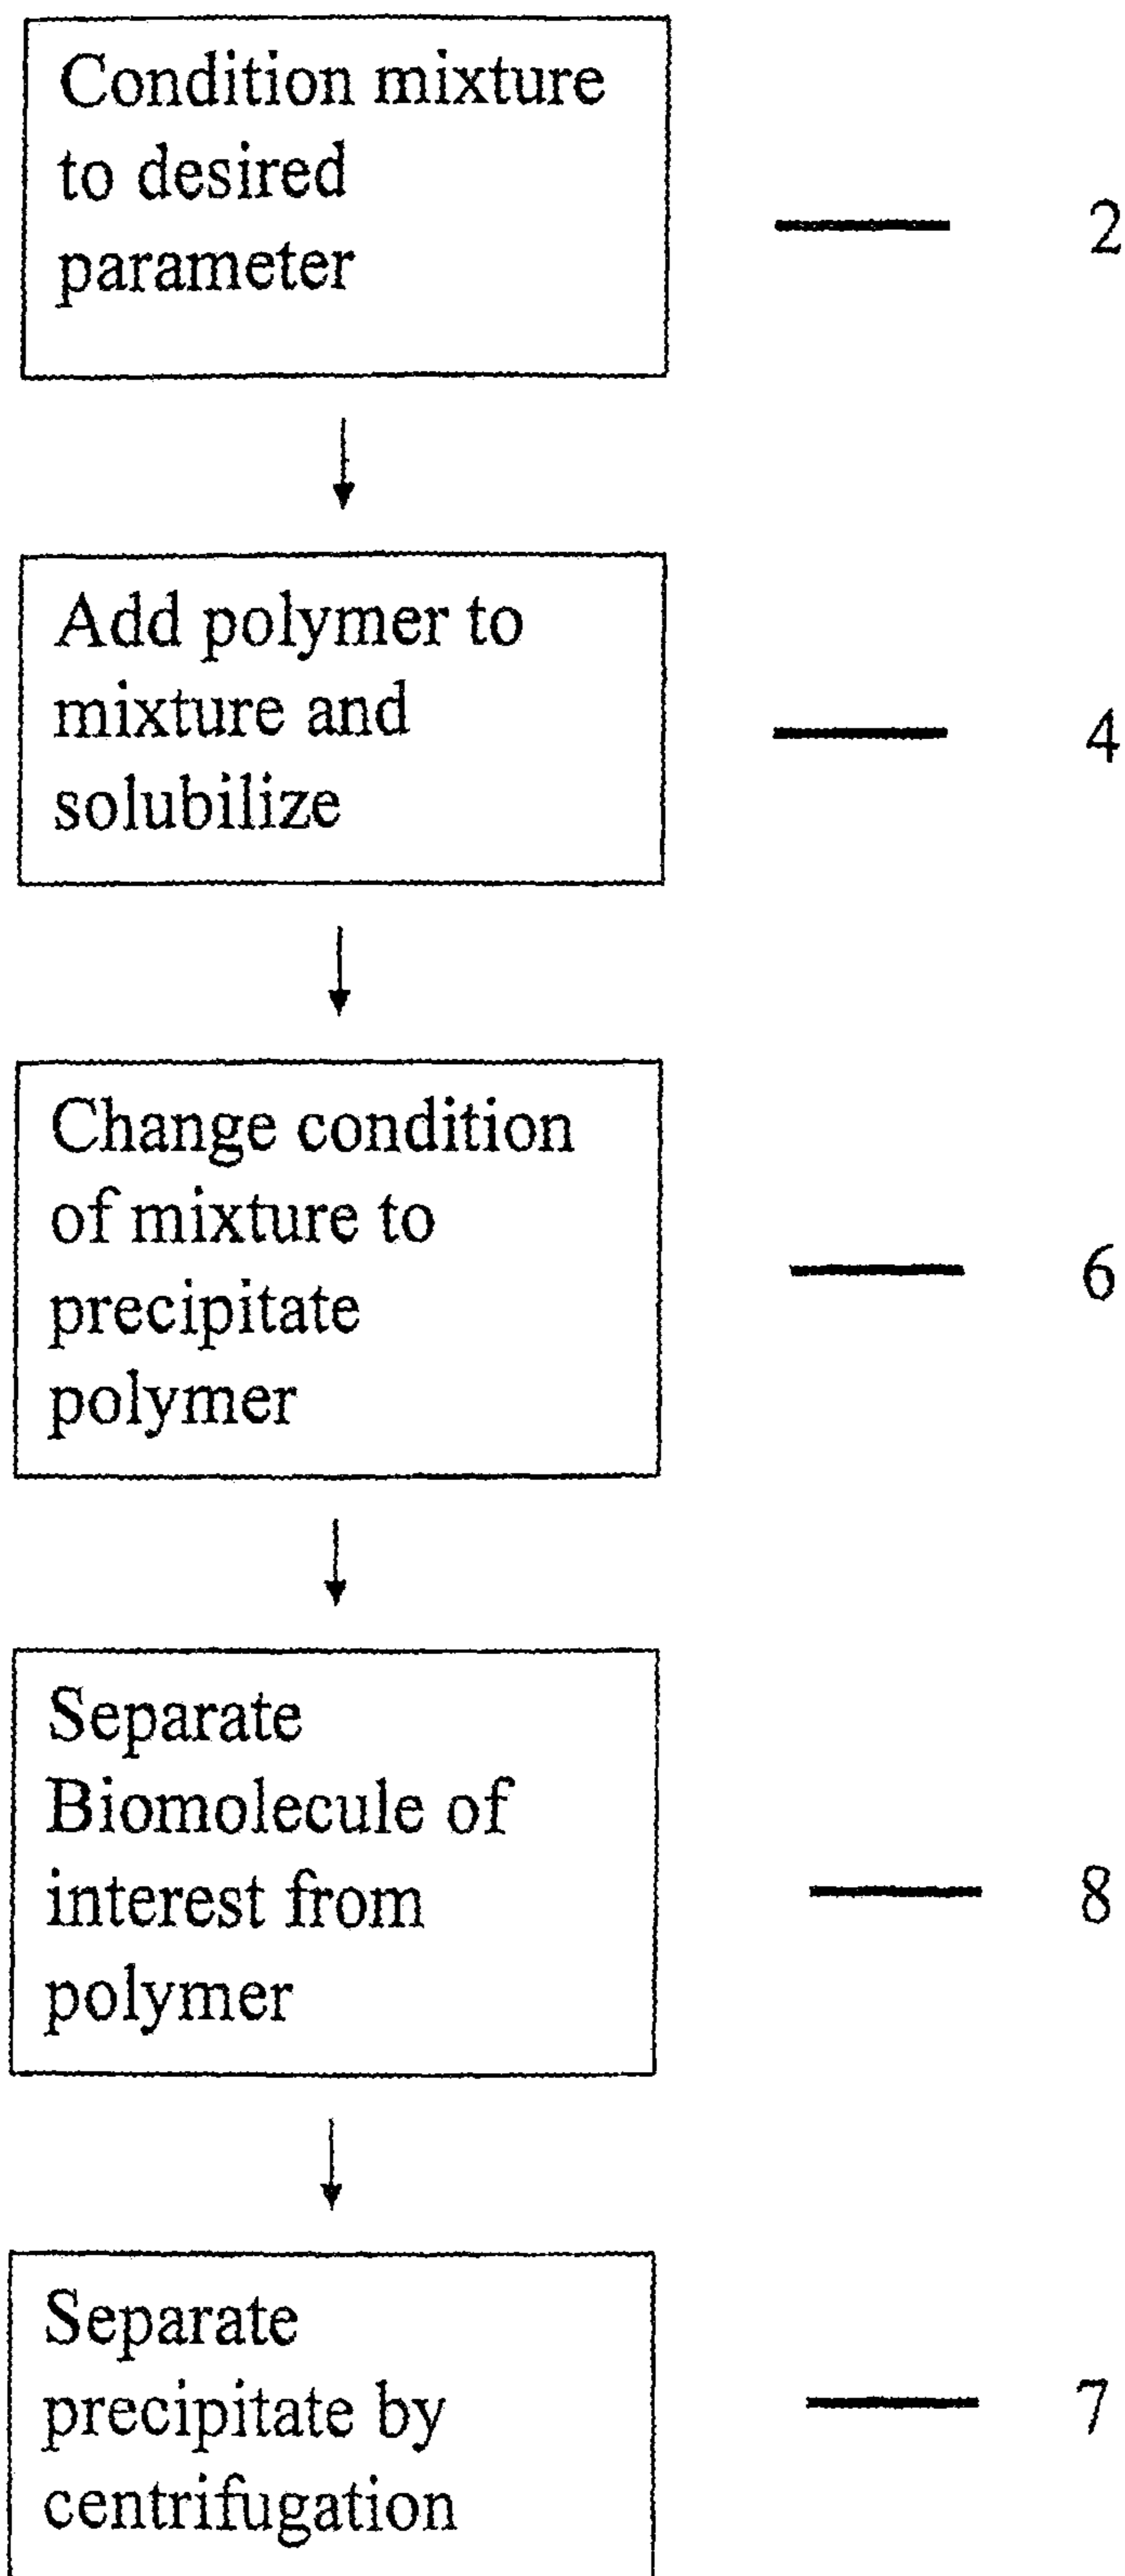 Condition mixture
to desired
parameter
2
Add polymer to
mixture and
solubilize
4
Change condition
of mixture to
precipitate
polymer
6
Separate
Biomolecule of
interest from
polymer
8
Separate
precipitate by
centrifugation
7